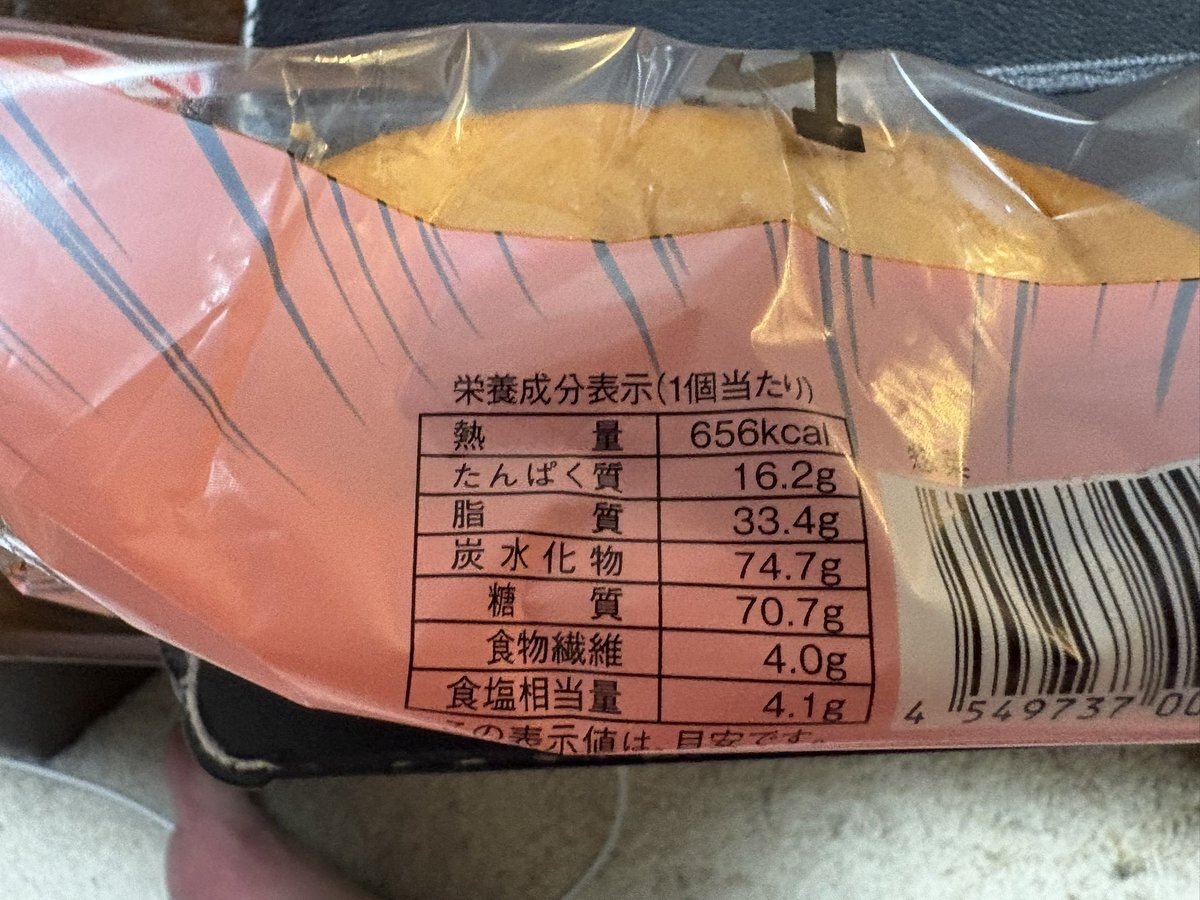 栄養成分表示(1個当たり)
熱量 656kcal
たんぱく質 16.2g
脂質 33.4g
炭水化物 74.7g
糖質 70.7g
食物繊維 4.0g
食塩相当量 4.1g
この表示値は、目安です。
4 549737 00